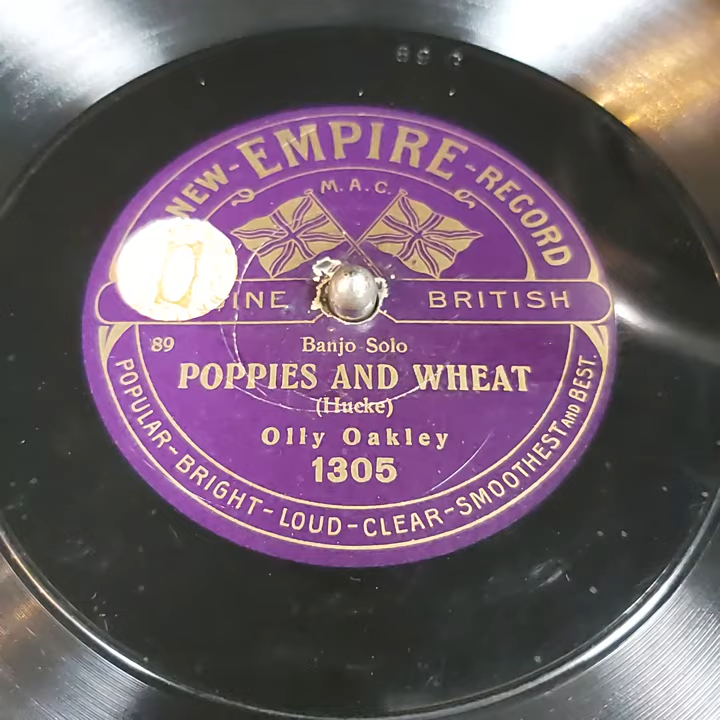 NEW-EMPIRE-RECORD
M.A.C.
BRITISH
89
Banjo Solo
POPPIES AND WHEAT
(Hucke)
Olly Oakley
1305
POPULAR-BRIGHT-LOUD-CLEAR-SMOOTHEST AND BEST.